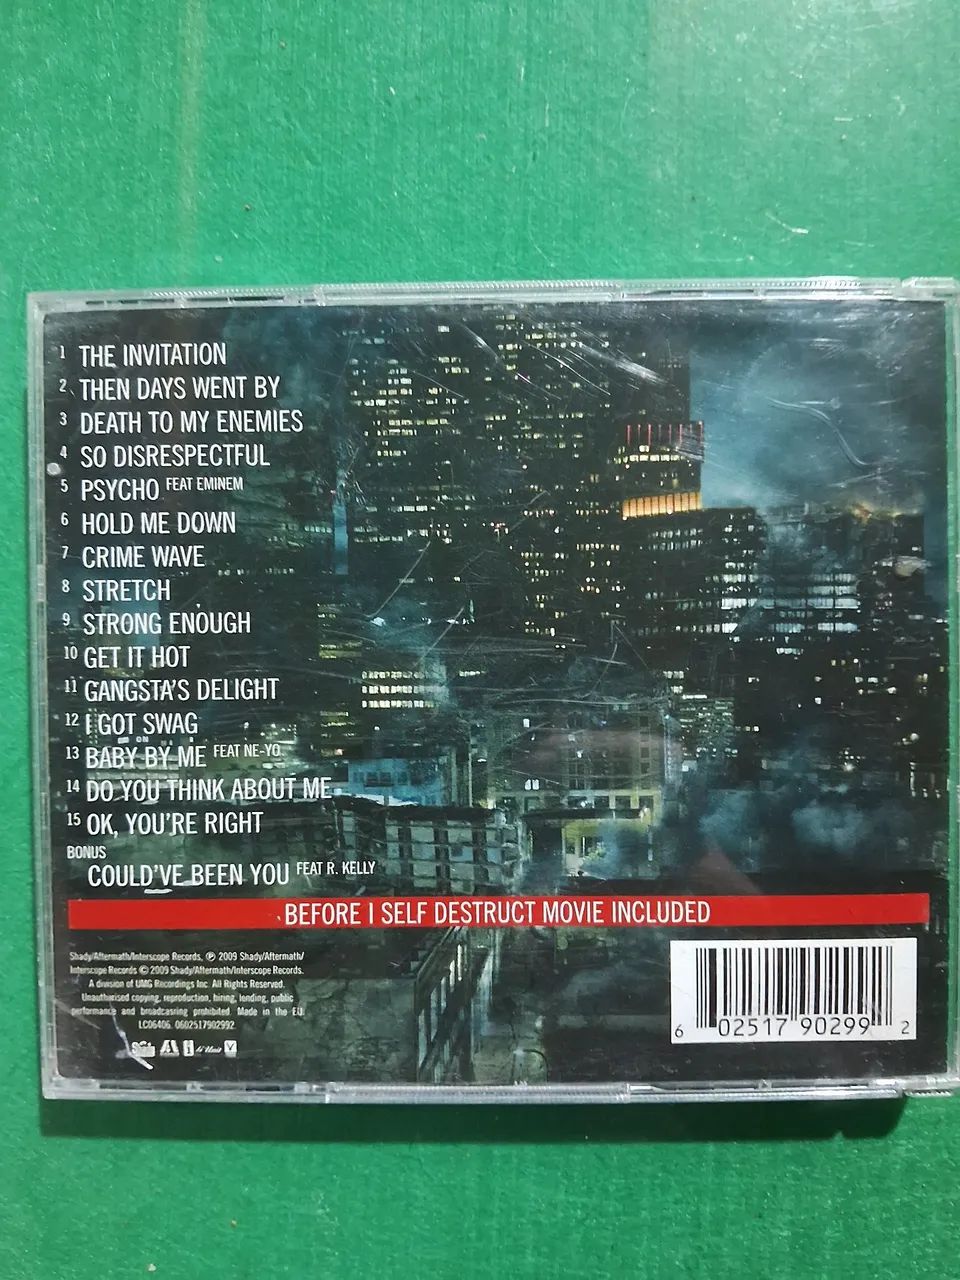 1 THE INVITATION
2 THEN DAYS WENT BY
3 DEATH TO MY ENEMIES
4 SO DISRESPECTFUL
5 PSYCHO FEAT EMINEM
6 HOLD ME DOWN
7 CRIME WAVE
8 STRETCH
9 STRONG ENOUGH
10 GET IT HOT
11 GANGSTA'S DELIGHT
12 I GOT SWAG
13 BABY BY ME FEAT NE-YO
14 DO YOU THINK ABOUT ME
15 OK, YOU'RE RIGHT
BONUS
COULD'VE BEEN YOU FEAT R. KELLY
BEFORE I SELF DESTRUCT MOVIE INCLUDED
Shady/Aftermath/Interscope Records. ℗ 2009 Shady/Aftermath/
Interscope Records © 2009 Shady/Aftermath/Interscope Records.
A division of UMG Recordings Inc. All Rights Reserved.
Unauthorised copying, reproduction, hiring, lending, public
performance and broadcasting prohibited. Made in the EU.
LC06406. 0602517902992
G Unit
6 02517 90299 2